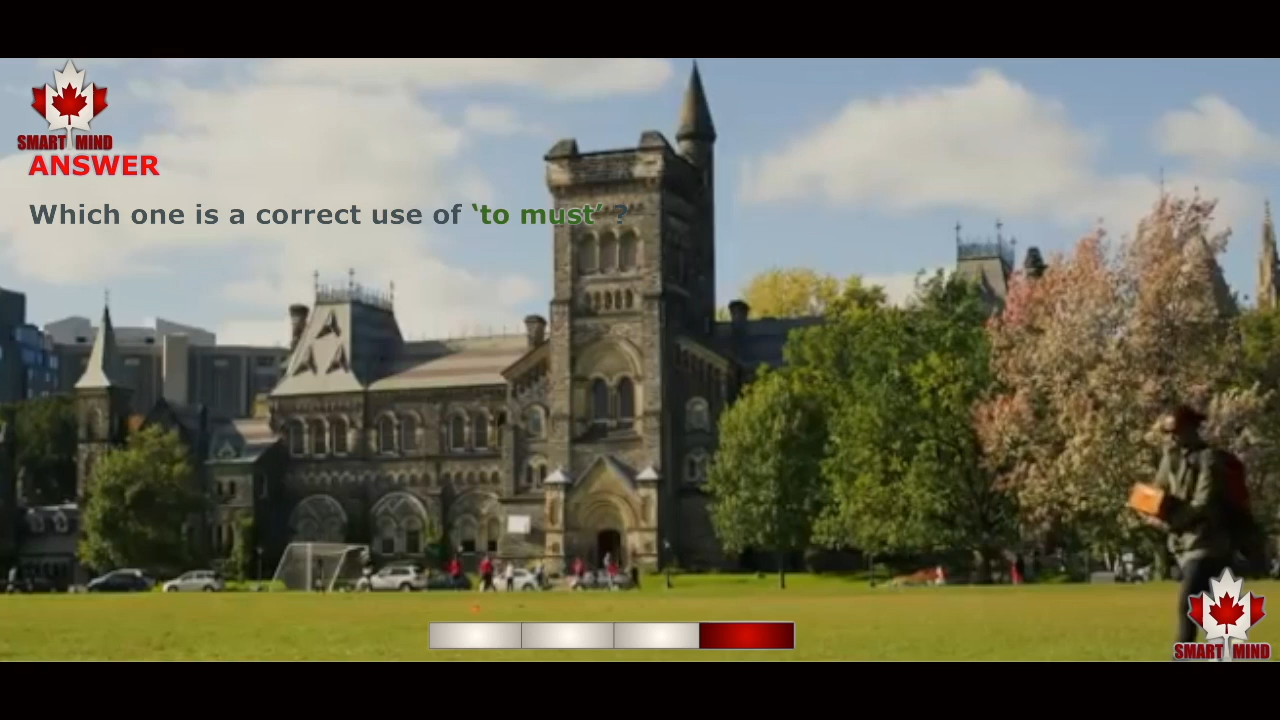 SMART MIND
ANSWER
Which one is a correct use of ‘to must’ ?
SMART MIND